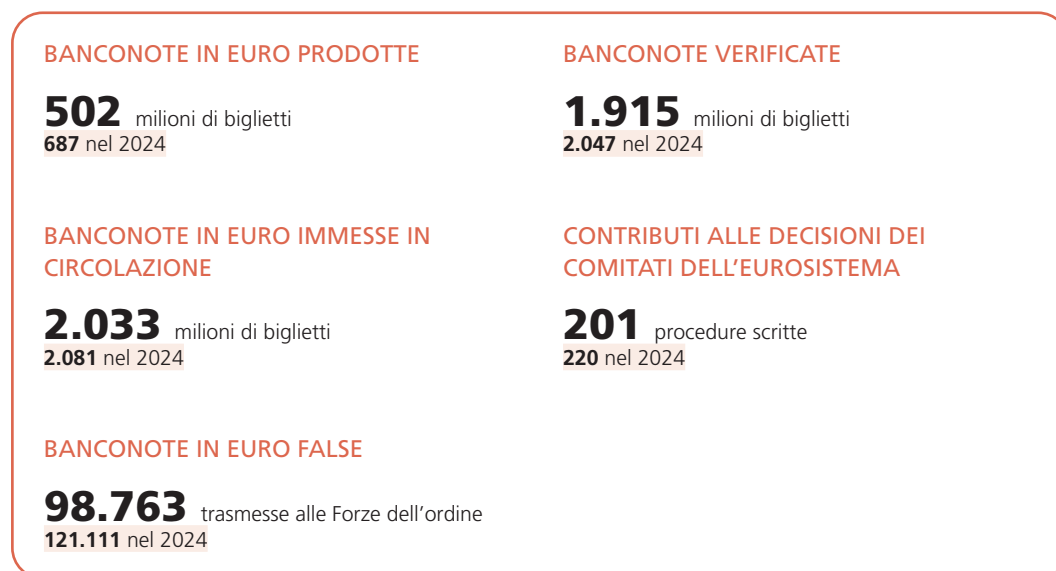 BANCONOTE IN EURO PRODOTTE
502 milioni di biglietti
687 nel 2024
BANCONOTE VERIFICATE
1.915 milioni di biglietti
2.047 nel 2024
BANCONOTE IN EURO IMMESSE IN
CIRCOLAZIONE
2.033 milioni di biglietti
2.081 nel 2024
CONTRIBUTI ALLE DECISIONI DEI
COMITATI DELL’EUROSISTEMA
201 procedure scritte
220 nel 2024
BANCONOTE IN EURO FALSE
98.763 trasmesse alle Forze dell’ordine
121.111 nel 2024